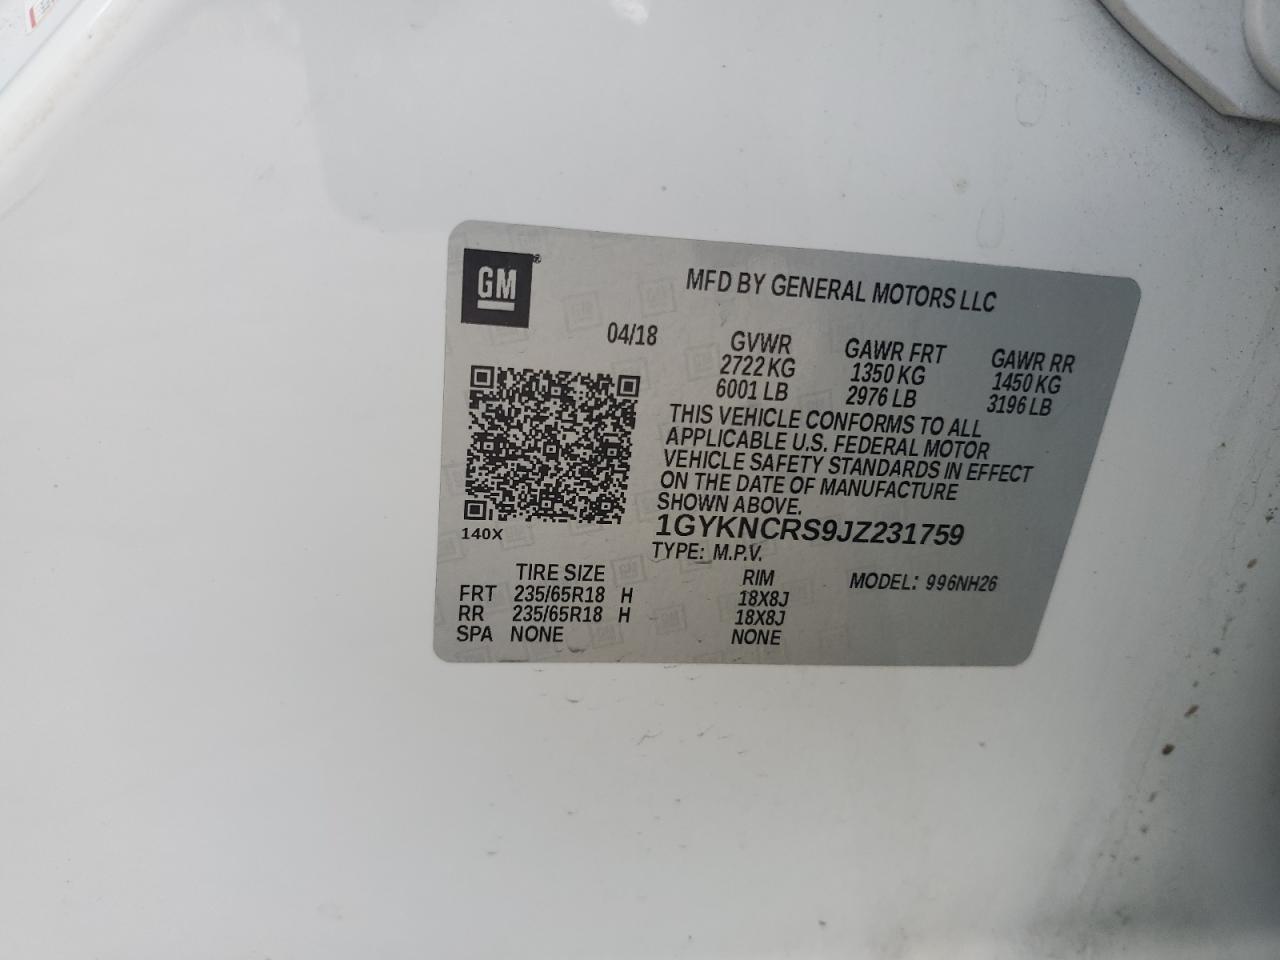 GM®
MFD BY GENERAL MOTORS LLC
04/18
GVWR GAWR FRT GAWR RR
2722 KG 1350 KG 1450 KG
6001 LB 2976 LB 3196 LB
THIS VEHICLE CONFORMS TO ALL
APPLICABLE U.S. FEDERAL MOTOR
VEHICLE SAFETY STANDARDS IN EFFECT
ON THE DATE OF MANUFACTURE
SHOWN ABOVE.
1GYKNCRS9JZ231759
140X
TYPE: M.P.V.
TIRE SIZE RIM MODEL: 996NH26
FRT 235/65R18 H 18X8J
RR 235/65R18 H 18X8J
SPA NONE NONE